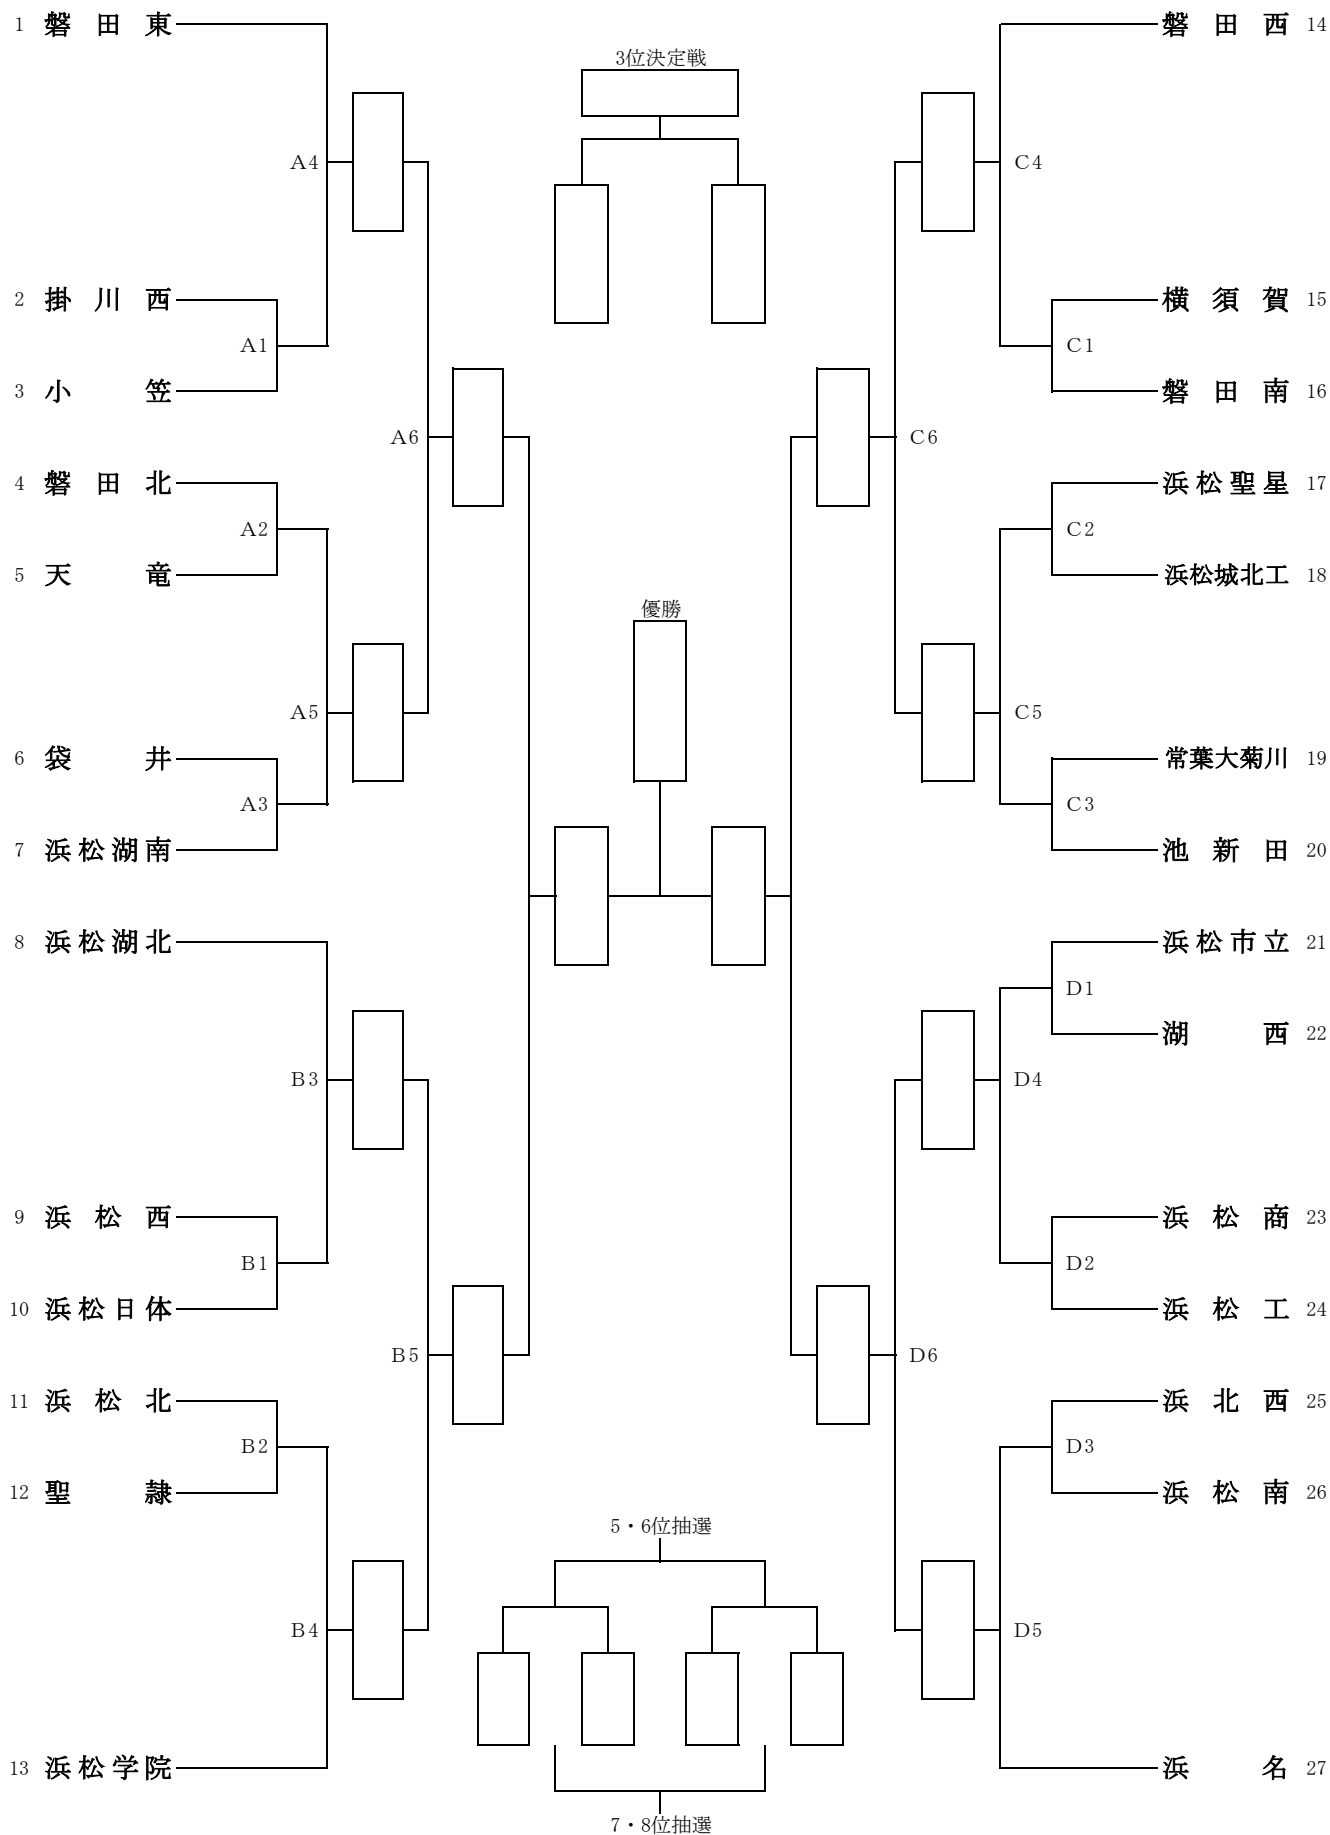 1 磐田東
A4
2 掛川西
A1
3 小笠
A6
4 磐田北
A2
5 天竜
A5
6 袋井
A3
7 浜松湖南
8 浜松湖北
B3
9 浜松西
B1
10 浜松日体
B5
11 浜松北
B2
12 聖隷
B4
13 浜松学院
3位決定戦
優勝
5・6位抽選
7・8位抽選
磐田西 14
C4
横須賀 15
C1
磐田南 16
C6
浜松聖星 17
C2
浜松城北工 18
C5
常葉大菊川 19
C3
池新田 20
浜松市立 21
D1
湖西 22
D4
浜松商 23
D2
浜松工 24
D6
浜北西 25
D3
浜松南 26
D5
浜名 27